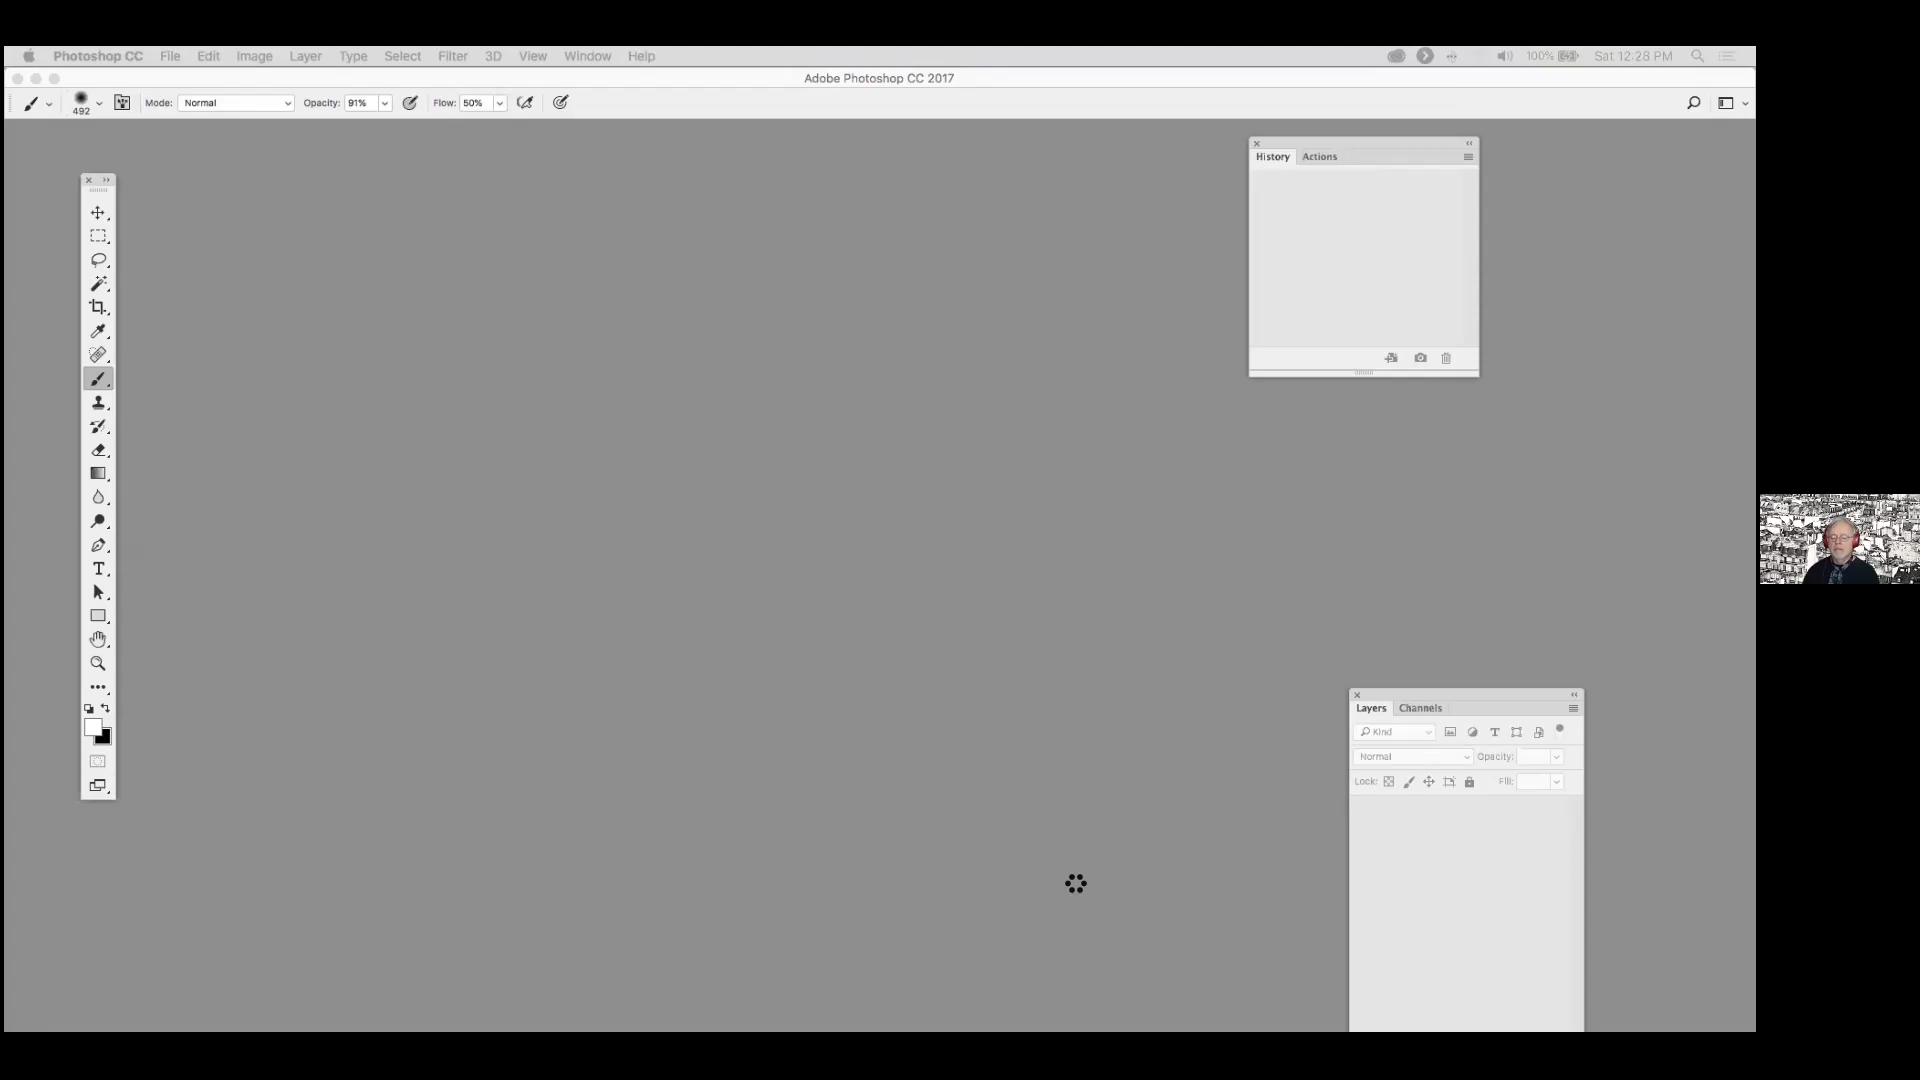 Photoshop CC File Edit Image Layer Type Select Filter 3D View Window Help 100% Sat 12:28 PM
Adobe Photoshop CC 2017
492 Mode: Normal Opacity: 91% Flow: 50%
History Actions
T
Layers Channels
Kind T
Normal Opacity:
Lock: Fill: